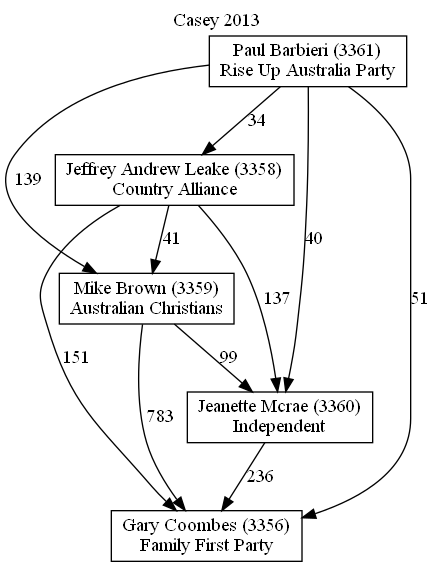 Casey 2013
Paul Barbieri (3361)
Rise Up Australia Party
34
Jeffrey Andrew Leake (3358)
Country Alliance
139
41
40
Mike Brown (3359)
Australian Christians
137
51
151
99
783
Jeanette Mcrae (3360)
Independent
236
Gary Coombes (3356)
Family First Party